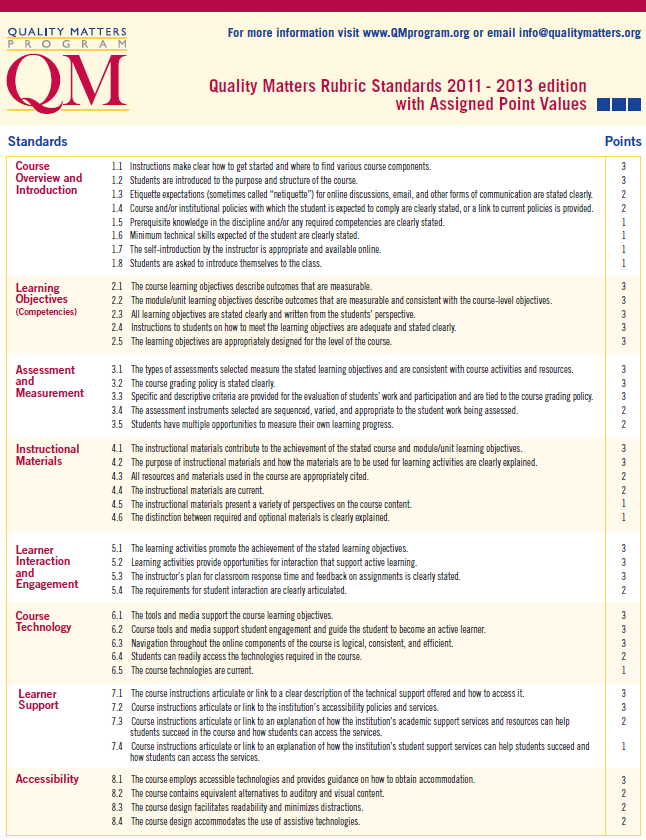 QUALITY MATTERS
PROGRAM
QM
For more information visit www.QMprogram.org or email info@qualitymatters.org
Quality Matters Rubric Standards 2011 - 2013 edition
with Assigned Point Values
Standards Points
Course
Overview and
Introduction
1.1 Instructions make clear how to get started and where to find various course components. 3
1.2 Students are introduced to the purpose and structure of the course. 3
1.3 Etiquette expectations (sometimes called “netiquette”) for online discussions, email, and other forms of communication are stated clearly. 2
1.4 Course and/or institutional policies with which the student is expected to comply are clearly stated, or a link to current policies is provided. 2
1.5 Prerequisite knowledge in the discipline and/or any required competencies are clearly stated. 1
1.6 Minimum technical skills expected of the student are clearly stated. 1
1.7 The self-introduction by the instructor is appropriate and available online. 1
1.8 Students are asked to introduce themselves to the class. 1
Learning
Objectives
(Competencies)
2.1 The course learning objectives describe outcomes that are measurable. 3
2.2 The module/unit learning objectives describe outcomes that are measurable and consistent with the course-level objectives. 3
2.3 All learning objectives are stated clearly and written from the students’ perspective. 3
2.4 Instructions to students on how to meet the learning objectives are adequate and stated clearly. 3
2.5 The learning objectives are appropriately designed for the level of the course. 3
Assessment
and
Measurement
3.1 The types of assessments selected measure the stated learning objectives and are consistent with course activities and resources. 3
3.2 The course grading policy is stated clearly. 3
3.3 Specific and descriptive criteria are provided for the evaluation of students’ work and participation and are tied to the course grading policy. 3
3.4 The assessment instruments selected are sequenced, varied, and appropriate to the student work being assessed. 2
3.5 Students have multiple opportunities to measure their own learning progress. 2
Instructional
Materials
4.1 The instructional materials contribute to the achievement of the stated course and module/unit learning objectives. 3
4.2 The purpose of instructional materials and how the materials are to be used for learning activities are clearly explained. 3
4.3 All resources and materials used in the course are appropriately cited. 2
4.4 The instructional materials are current. 2
4.5 The instructional materials present a variety of perspectives on the course content. 1
4.6 The distinction between required and optional materials is clearly explained. 1
Learner
Interaction
and
Engagement
5.1 The learning activities promote the achievement of the stated learning objectives. 3
5.2 Learning activities provide opportunities for interaction that support active learning. 3
5.3 The instructor’s plan for classroom response time and feedback on assignments is clearly stated. 3
5.4 The requirements for student interaction are clearly articulated. 2
Course
Technology
6.1 The tools and media support the course learning objectives. 3
6.2 Course tools and media support student engagement and guide the student to become an active learner. 3
6.3 Navigation throughout the online components of the course is logical, consistent, and efficient. 3
6.4 Students can readily access the technologies required in the course. 2
6.5 The course technologies are current. 1
Learner
Support
7.1 The course instructions articulate or link to a clear description of the technical support offered and how to access it. 3
7.2 Course instructions articulate or link to the institution’s accessibility policies and services. 3
7.3 Course instructions articulate or link to an explanation of how the institution’s academic support services and resources can help 2
students succeed in the course and how students can access the services.
7.4 Course instructions articulate or link to an explanation of how the institution’s student support services can help students succeed and 1
how students can access the services.
Accessibility
8.1 The course employs accessible technologies and provides guidance on how to obtain accommodation. 3
8.2 The course contains equivalent alternatives to auditory and visual content. 2
8.3 The course design facilitates readability and minimizes distractions. 2
8.4 The course design accommodates the use of assistive technologies. 2